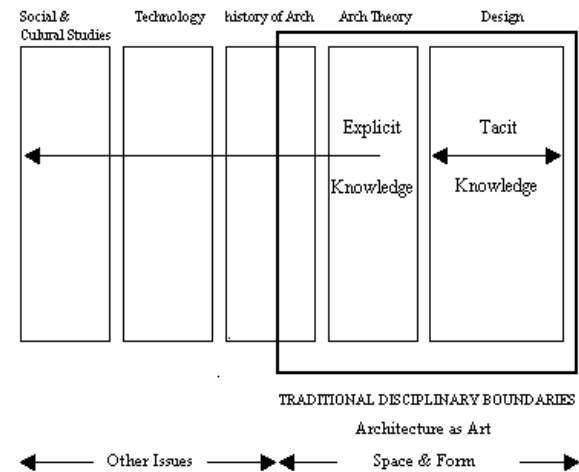 Social &
Culural Studies
Technology
history of Arch
Arch Theory
Design
Explicit
Knowledge
Tacit
Knowledge
TRADITIONAL DISCIPLINARY BOUNDARIES
Architecture as Art
Other Issues
Space & Form